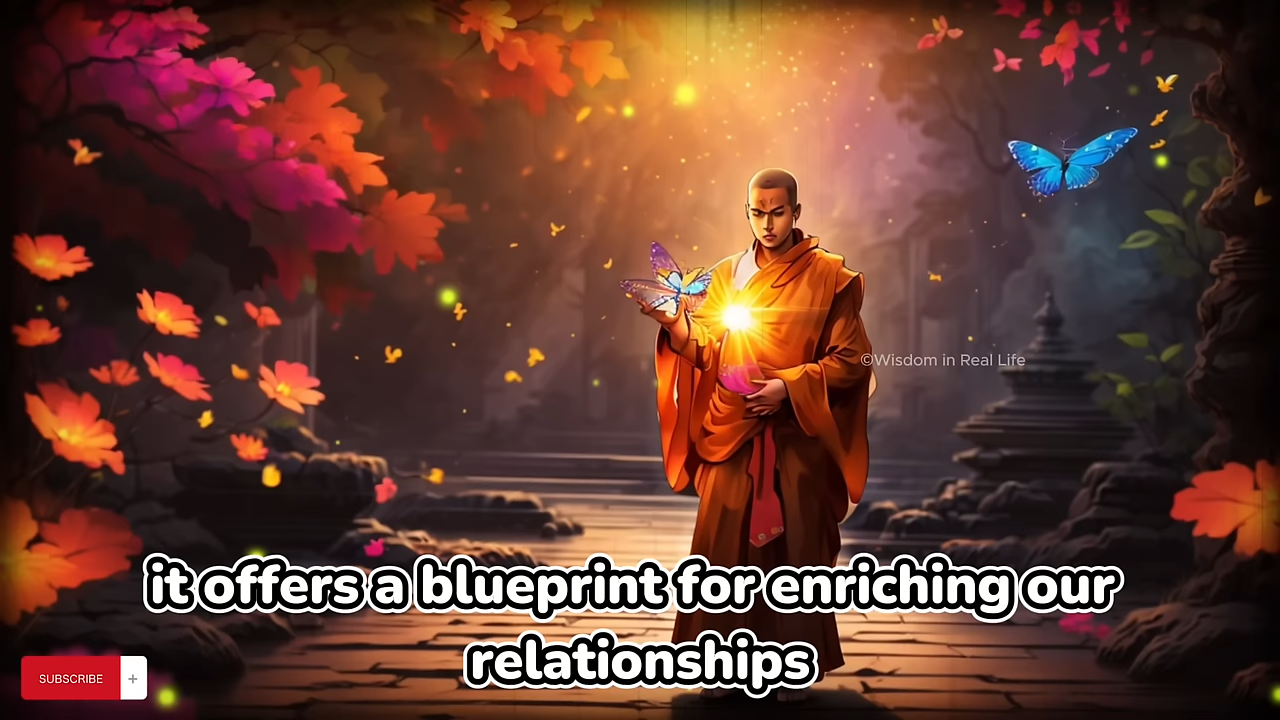 ©Wisdom in Real Life
it offers a blueprint for enriching our
relationships
SUBSCRIBE +